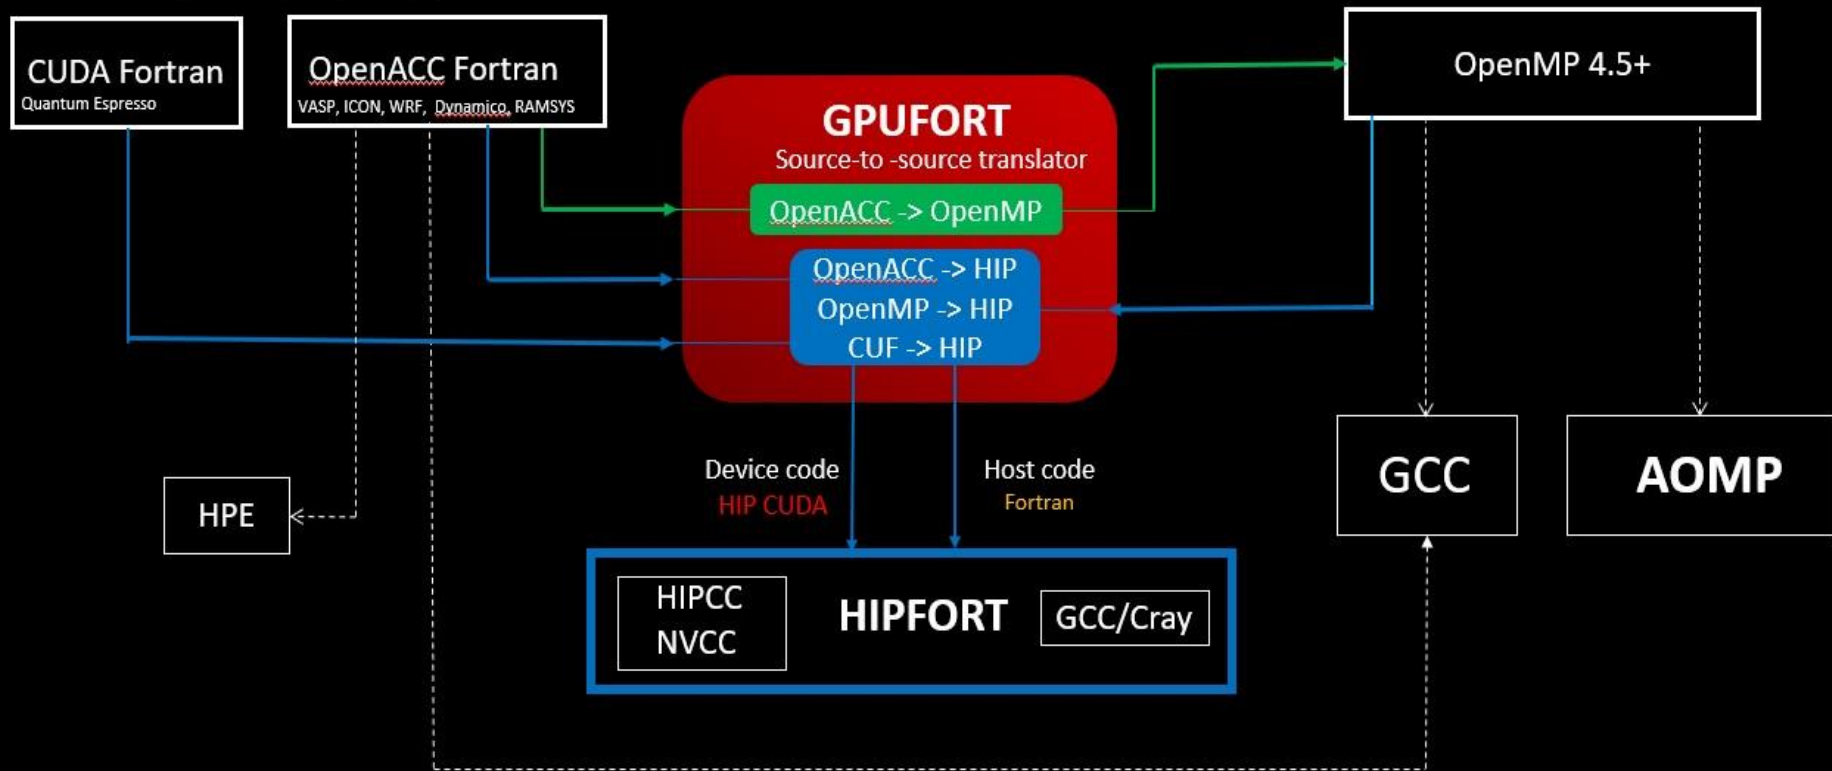 CUDA Fortran
Quantum Espresso
OpenACC Fortran
VASP, ICON, WRF, Dynamico, RAMSYS
GPUFORT
Source-to -source translator
OpenACC -> OpenMP
OpenACC -> HIP
OpenMP -> HIP
CUF -> HIP
OpenMP 4.5+
Device code
HIP CUDA
Host code
Fortran
HPE
GCC
AOMP
HIPCC
NVCC
HIPFORT
GCC/Cray